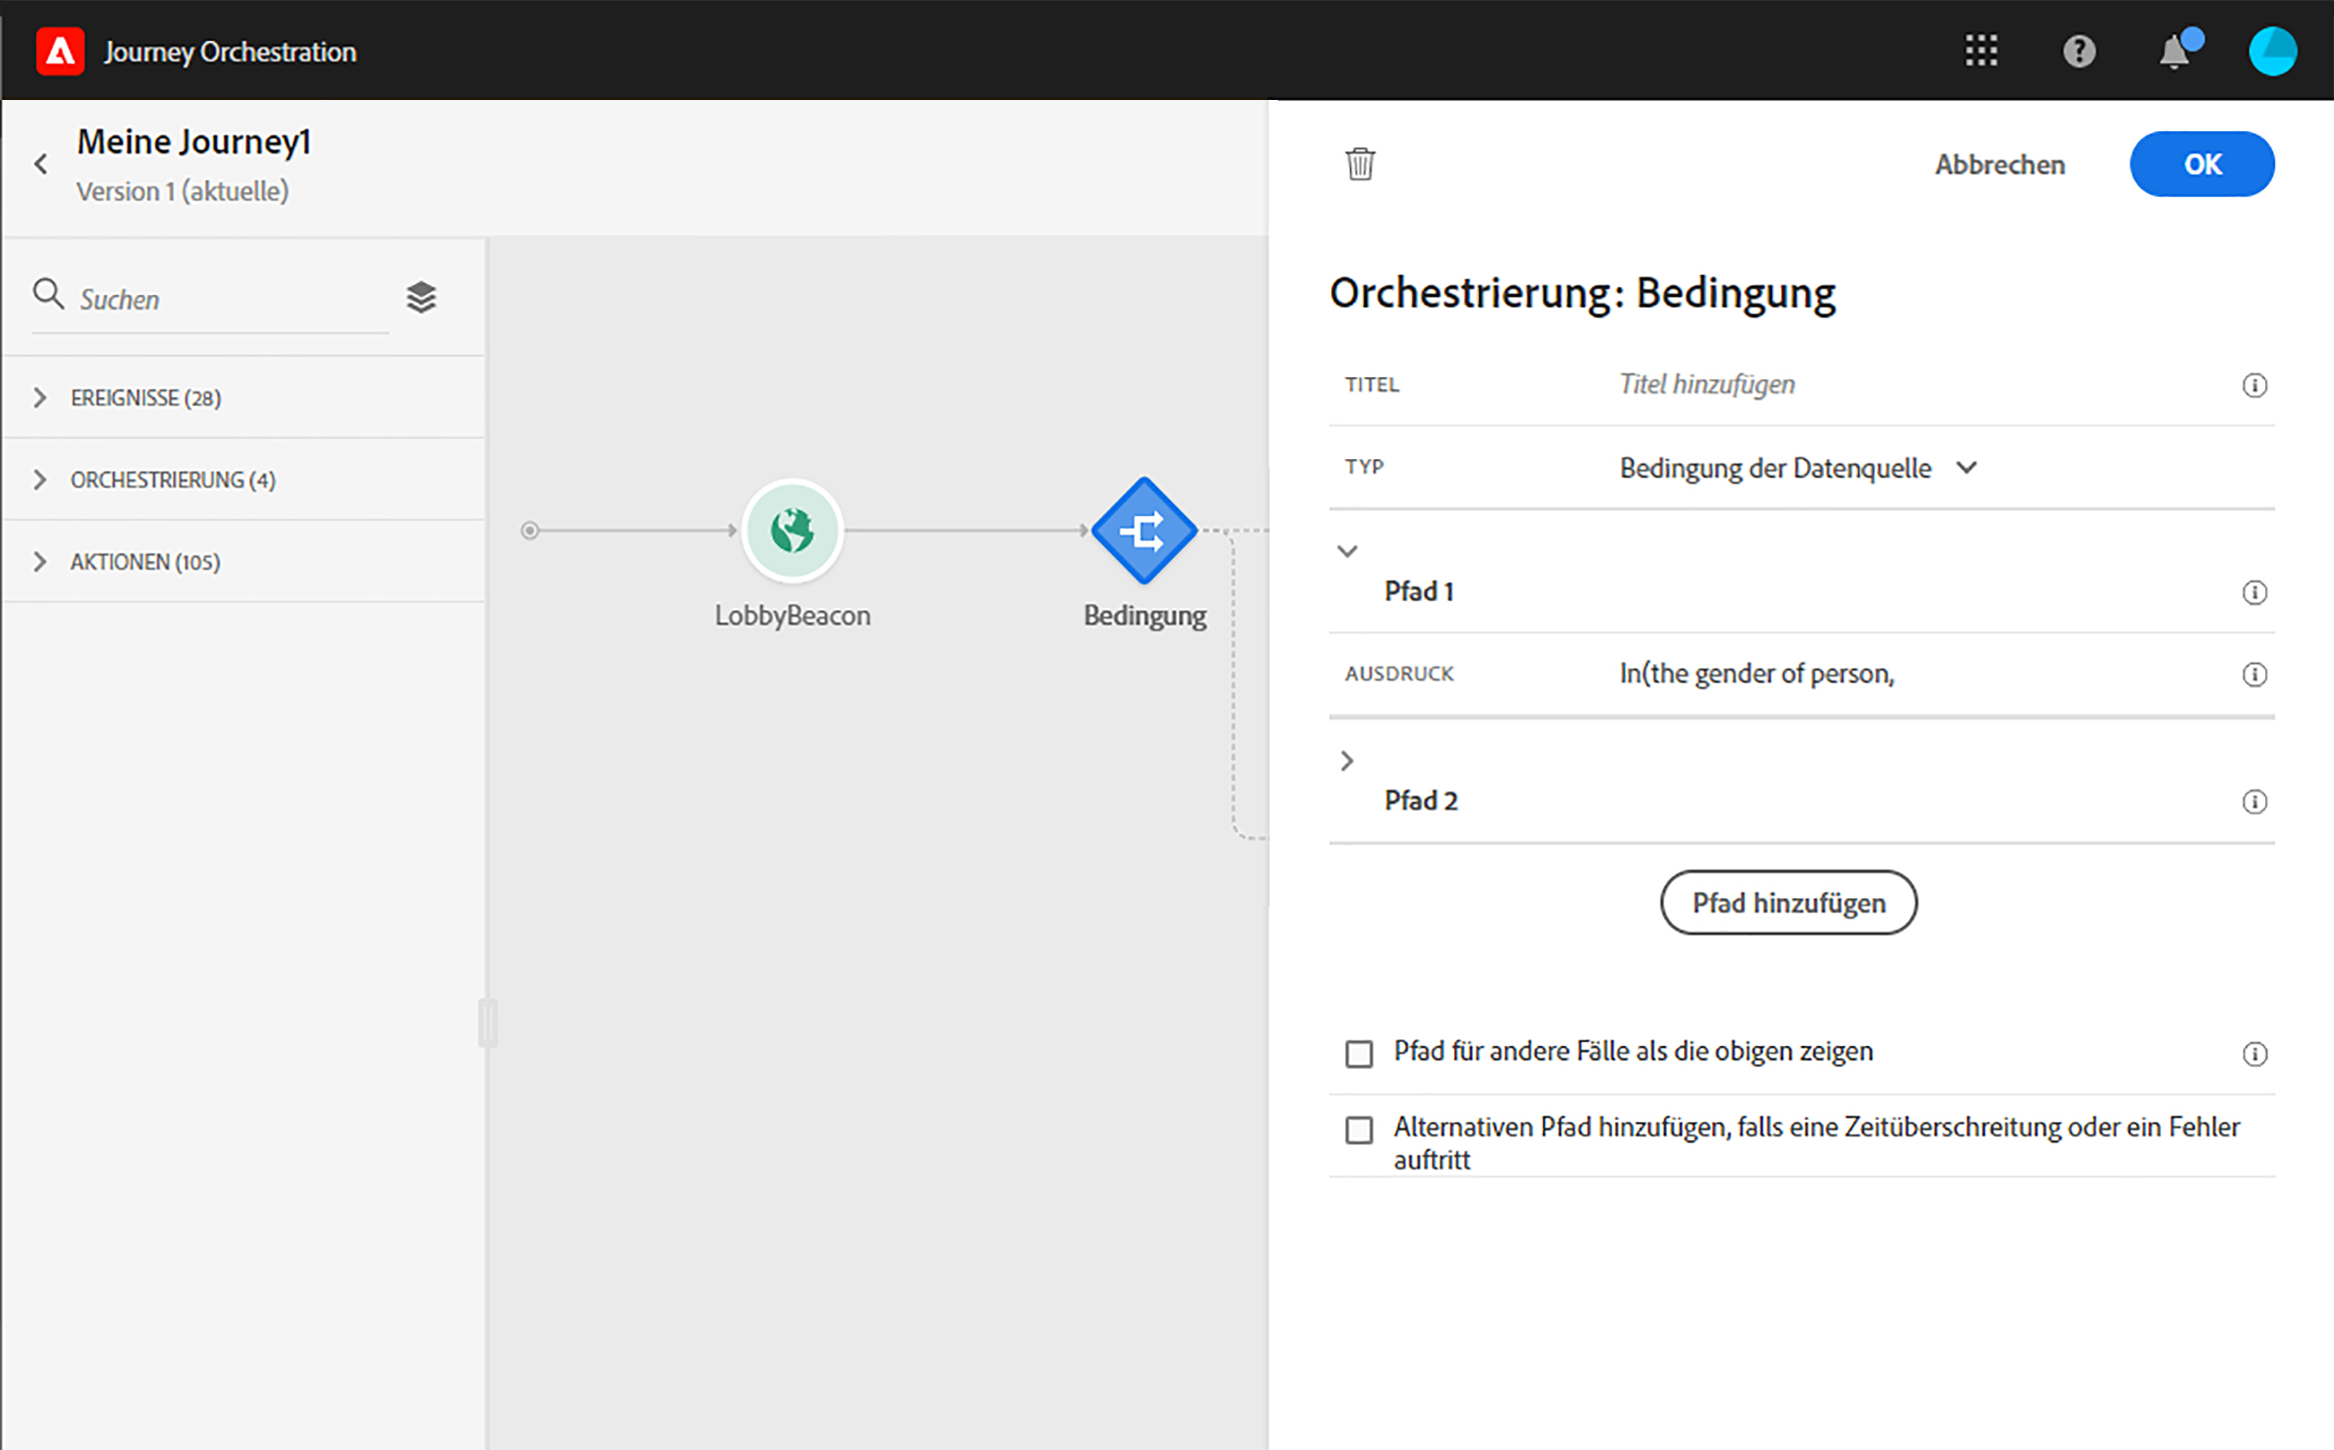 Journey Orchestration
Meine Journey1
Version 1 (aktuelle)
Suchen
EREIGNISSE (28)
ORCHESTRIERUNG (4)
AKTIONEN (105)
LobbyBeacon
Bedingung
Abbrechen
OK
Orchestrierung: Bedingung
TITEL
Titel hinzufügen
TYP
Bedingung der Datenquelle
Pfad 1
AUSDRUCK
In(the gender of person,
Pfad 2
Pfad hinzufügen
Pfad für andere Fälle als die obigen zeigen
Alternativen Pfad hinzufügen, falls eine Zeitüberschreitung oder ein Fehler
auftritt